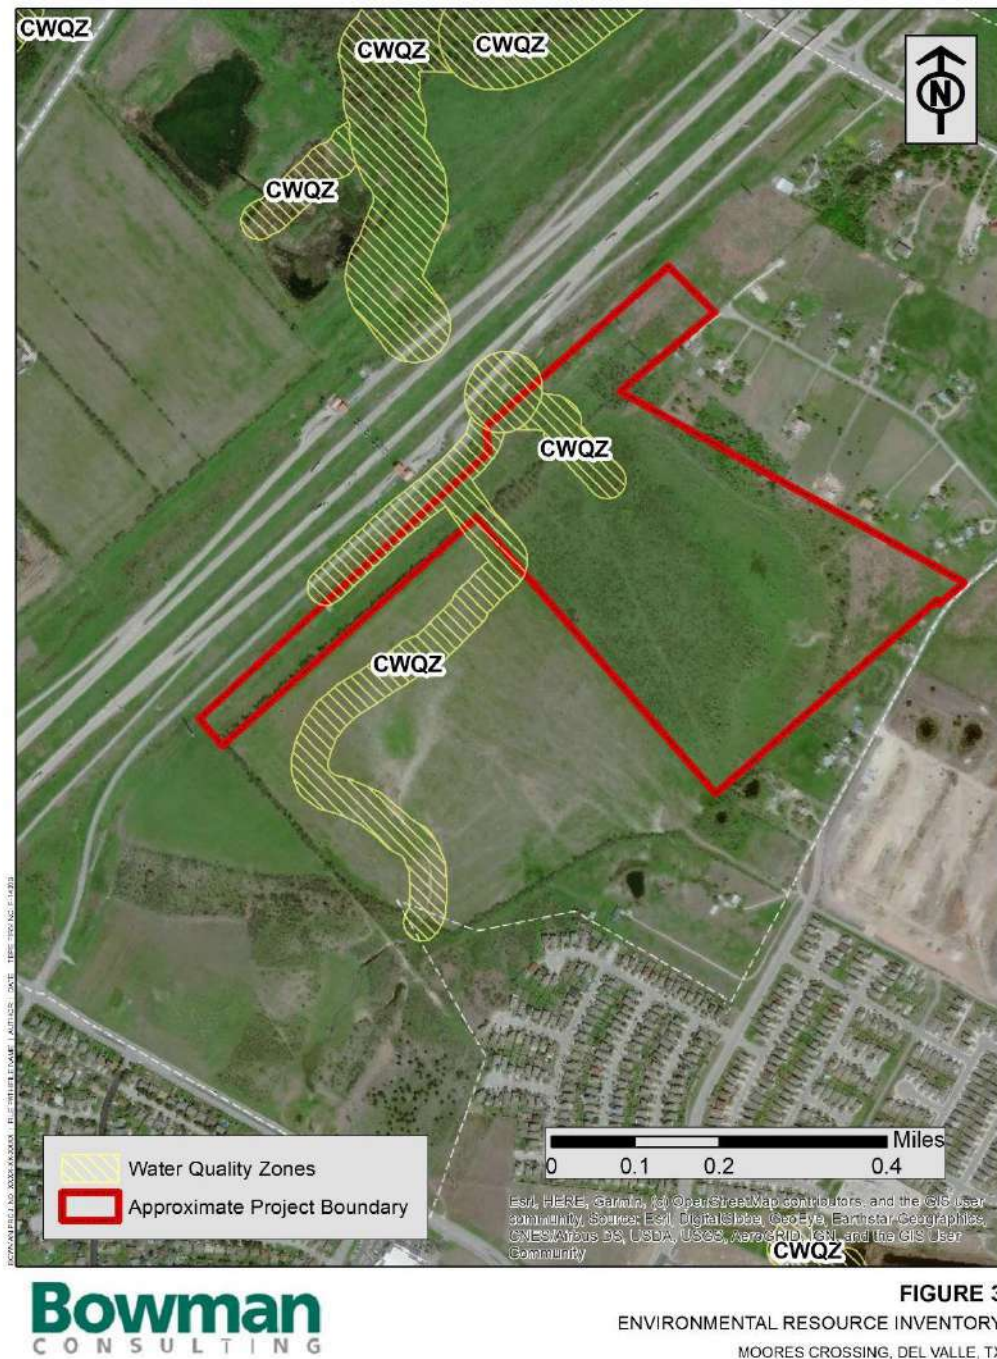 CWQZ
CWQZ
CWQZ
N
CWQZ
CWQZ
CWQZ
Water Quality Zones
Approximate Project Boundary
Miles
0 0.1 0.2 0.4
Esri, HERE, Garmin, (c) OpenStreetMap contributors, and the GIS user
community, Source: Esri, DigitalGlobe, GeoEye, Earthstar Geographics,
CNES/Airbus DS, USDA, USGS, AeroGRID, IGN, and the GIS User
Community
CWQZ
Bowman
CONSULTING
FIGURE 3
ENVIRONMENTAL RESOURCE INVENTORY
MOORES CROSSING, DEL VALLE, TX